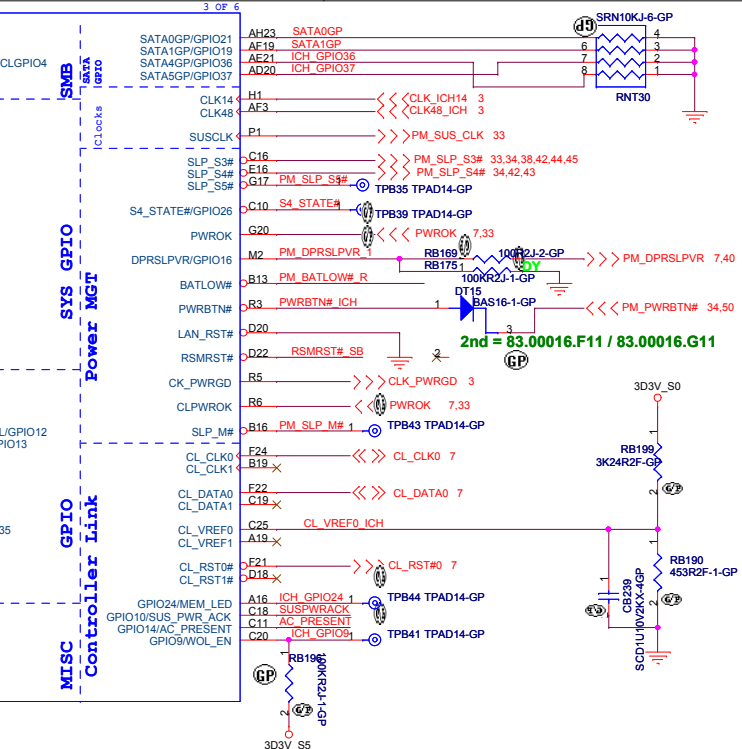 3 OF 6
CLGPIO4
SMB
SATA
GPIO
SATA0GP/GPIO21 AH23 SATA0GP
SATA1GP/GPIO19 AF19 SATA1GP
SATA4GP/GPIO36 AE21 ICH_GPIO36
SATA5GP/GPIO37 AD20 ICH_GPIO37
SRN10KJ-6-GP
4
6 3
7 2
8 1
RNT30
Clocks
CLK14 H1 CLK_ICH14 3
CLK48 AF3 CLK48_ICH 3
SUSCLK P1 PM_SUS_CLK 33
SYS GPIO
Power MGT
SLP_S3# C16 PM_SLP_S3# 33,34,38,42,44,45
SLP_S4# E16 PM_SLP_S4# 34,42,43
SLP_S5# G17 PM_SLP_S5# 1 TPB35 TPAD14-GP
S4_STATE#/GPIO26 C10 S4_STATE# 1 TPB39 TPAD14-GP
PWROK G20 PWROK 7,33
DPRSLPVR/GPIO16 M2 PM_DPRSLPVR_1 RB169 100R2J-2-GP PM_DPRSLPVR 7,40
RB175 1 DY
100KR2J-1-GP
BATLOW# B13 PM_BATLOW#_R
DT15
PWRBTN# R3 PWRBTN#_ICH 1 BAS16-1-GP PM_PWRBTN# 34,50
3
LAN_RST# D20
2nd = 83.00016.F11 / 83.00016.G11
RSMRST# D22 RSMRST#_SB 2
GP
CK_PWRGD R5 CLK_PWRGD 3
CLPWROK R6 PWROK 7,33
SLP_M# B16 PM_SLP_M# 1 TPB43 TPAD14-GP
L/GPIO12
PIO13
GPIO
Controller Link
CL_CLK0 F24 CL_CLK0 7
CL_CLK1 B19
CL_DATA0 F22 CL_DATA0 7
CL_DATA1 C19
35
CL_VREF0 C25 CL_VREF0_ICH
CL_VREF1 A19
CL_RST0# F21 CL_RST#0 7
CL_RST1# D18
3D3V_S0
1
RB199
3K24R2F-GP
2
1
RB190
453R2F-1-GP
2
1
CB239
SCD1U10V2KX-4GP
MISC
GPIO24/MEM_LED A16 ICH_GPIO24 1 TPB44 TPAD14-GP
GPIO10/SUS_PWR_ACK C18 SUSPWRACK
GPIO14/AC_PRESENT C11 AC_PRESENT
GPIO9/WOL_EN C20 ICH_GPIO9 1 TPB41 TPAD14-GP
1
RB196
100KR2J-1-GP
GP
2
3D3V_S5